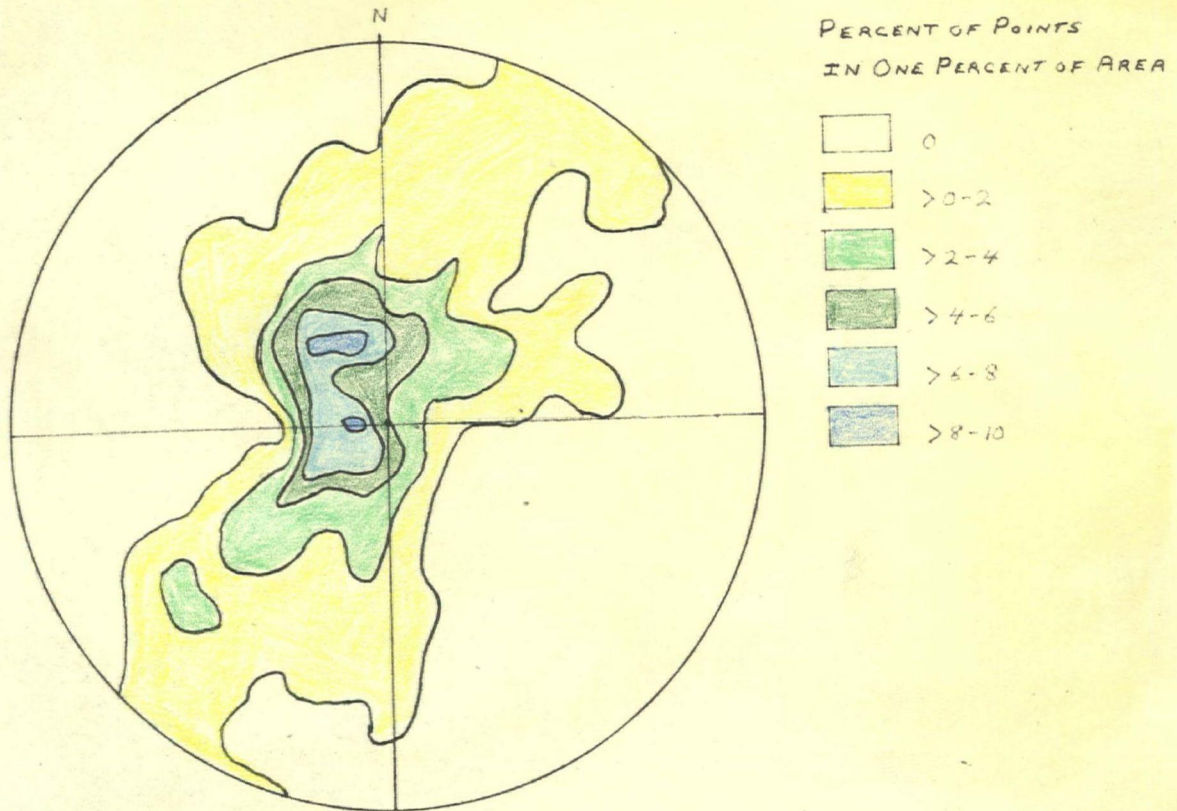 N
PERCENT OF POINTS
IN ONE PERCENT OF AREA
0
>0-2
>2-4
>4-6
>6-8
>8-10